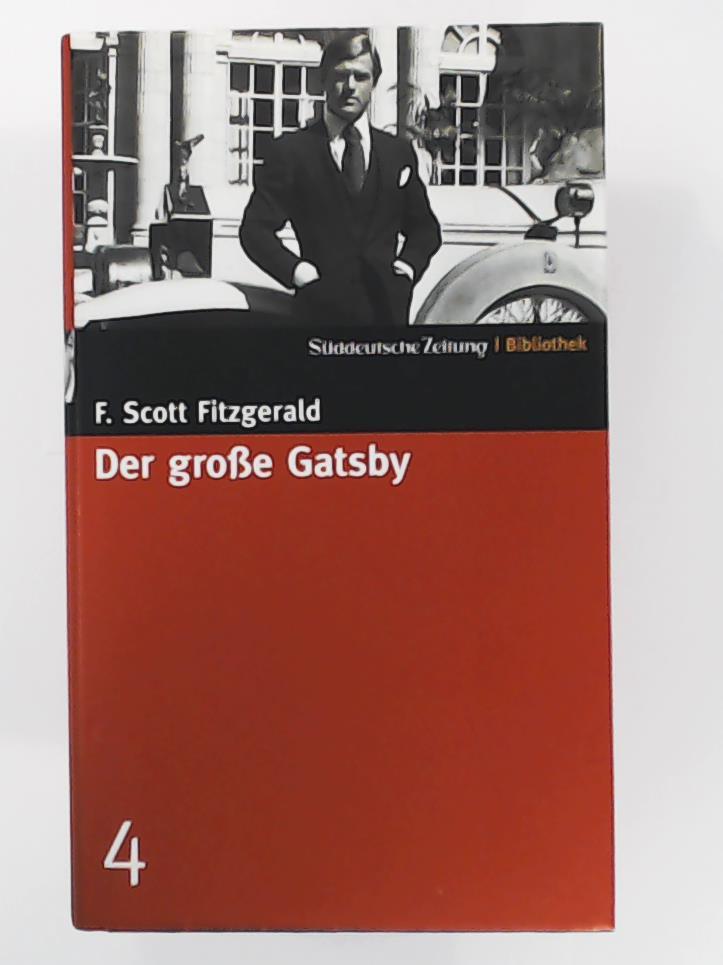 Süddeutsche Zeitung | Bibliothek
F. Scott Fitzgerald
Der große Gatsby
4